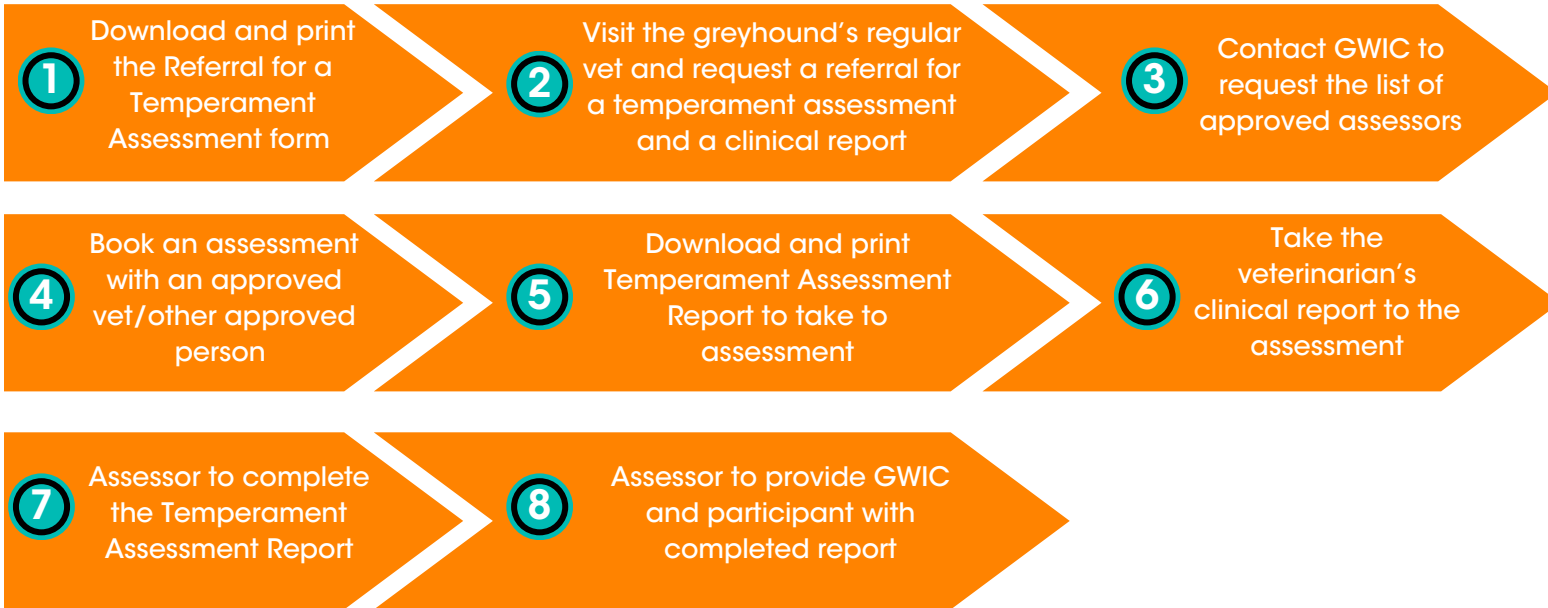 1
Download and print
the Referral for a
Temperament
Assessment form
2
Visit the greyhound's regular
vet and request a referral for
a temperament assessment
and a clinical report
3
Contact GWIC to
request the list of
approved assessors
4
Book an assessment
with an approved
vet/other approved
person
5
Download and print
Temperament Assessment
Report to take to
assessment
6
Take the
veterinarian's
clinical report to the
assessment
7
Assessor to complete
the Temperament
Assessment Report
8
Assessor to provide GWIC
and participant with
completed report